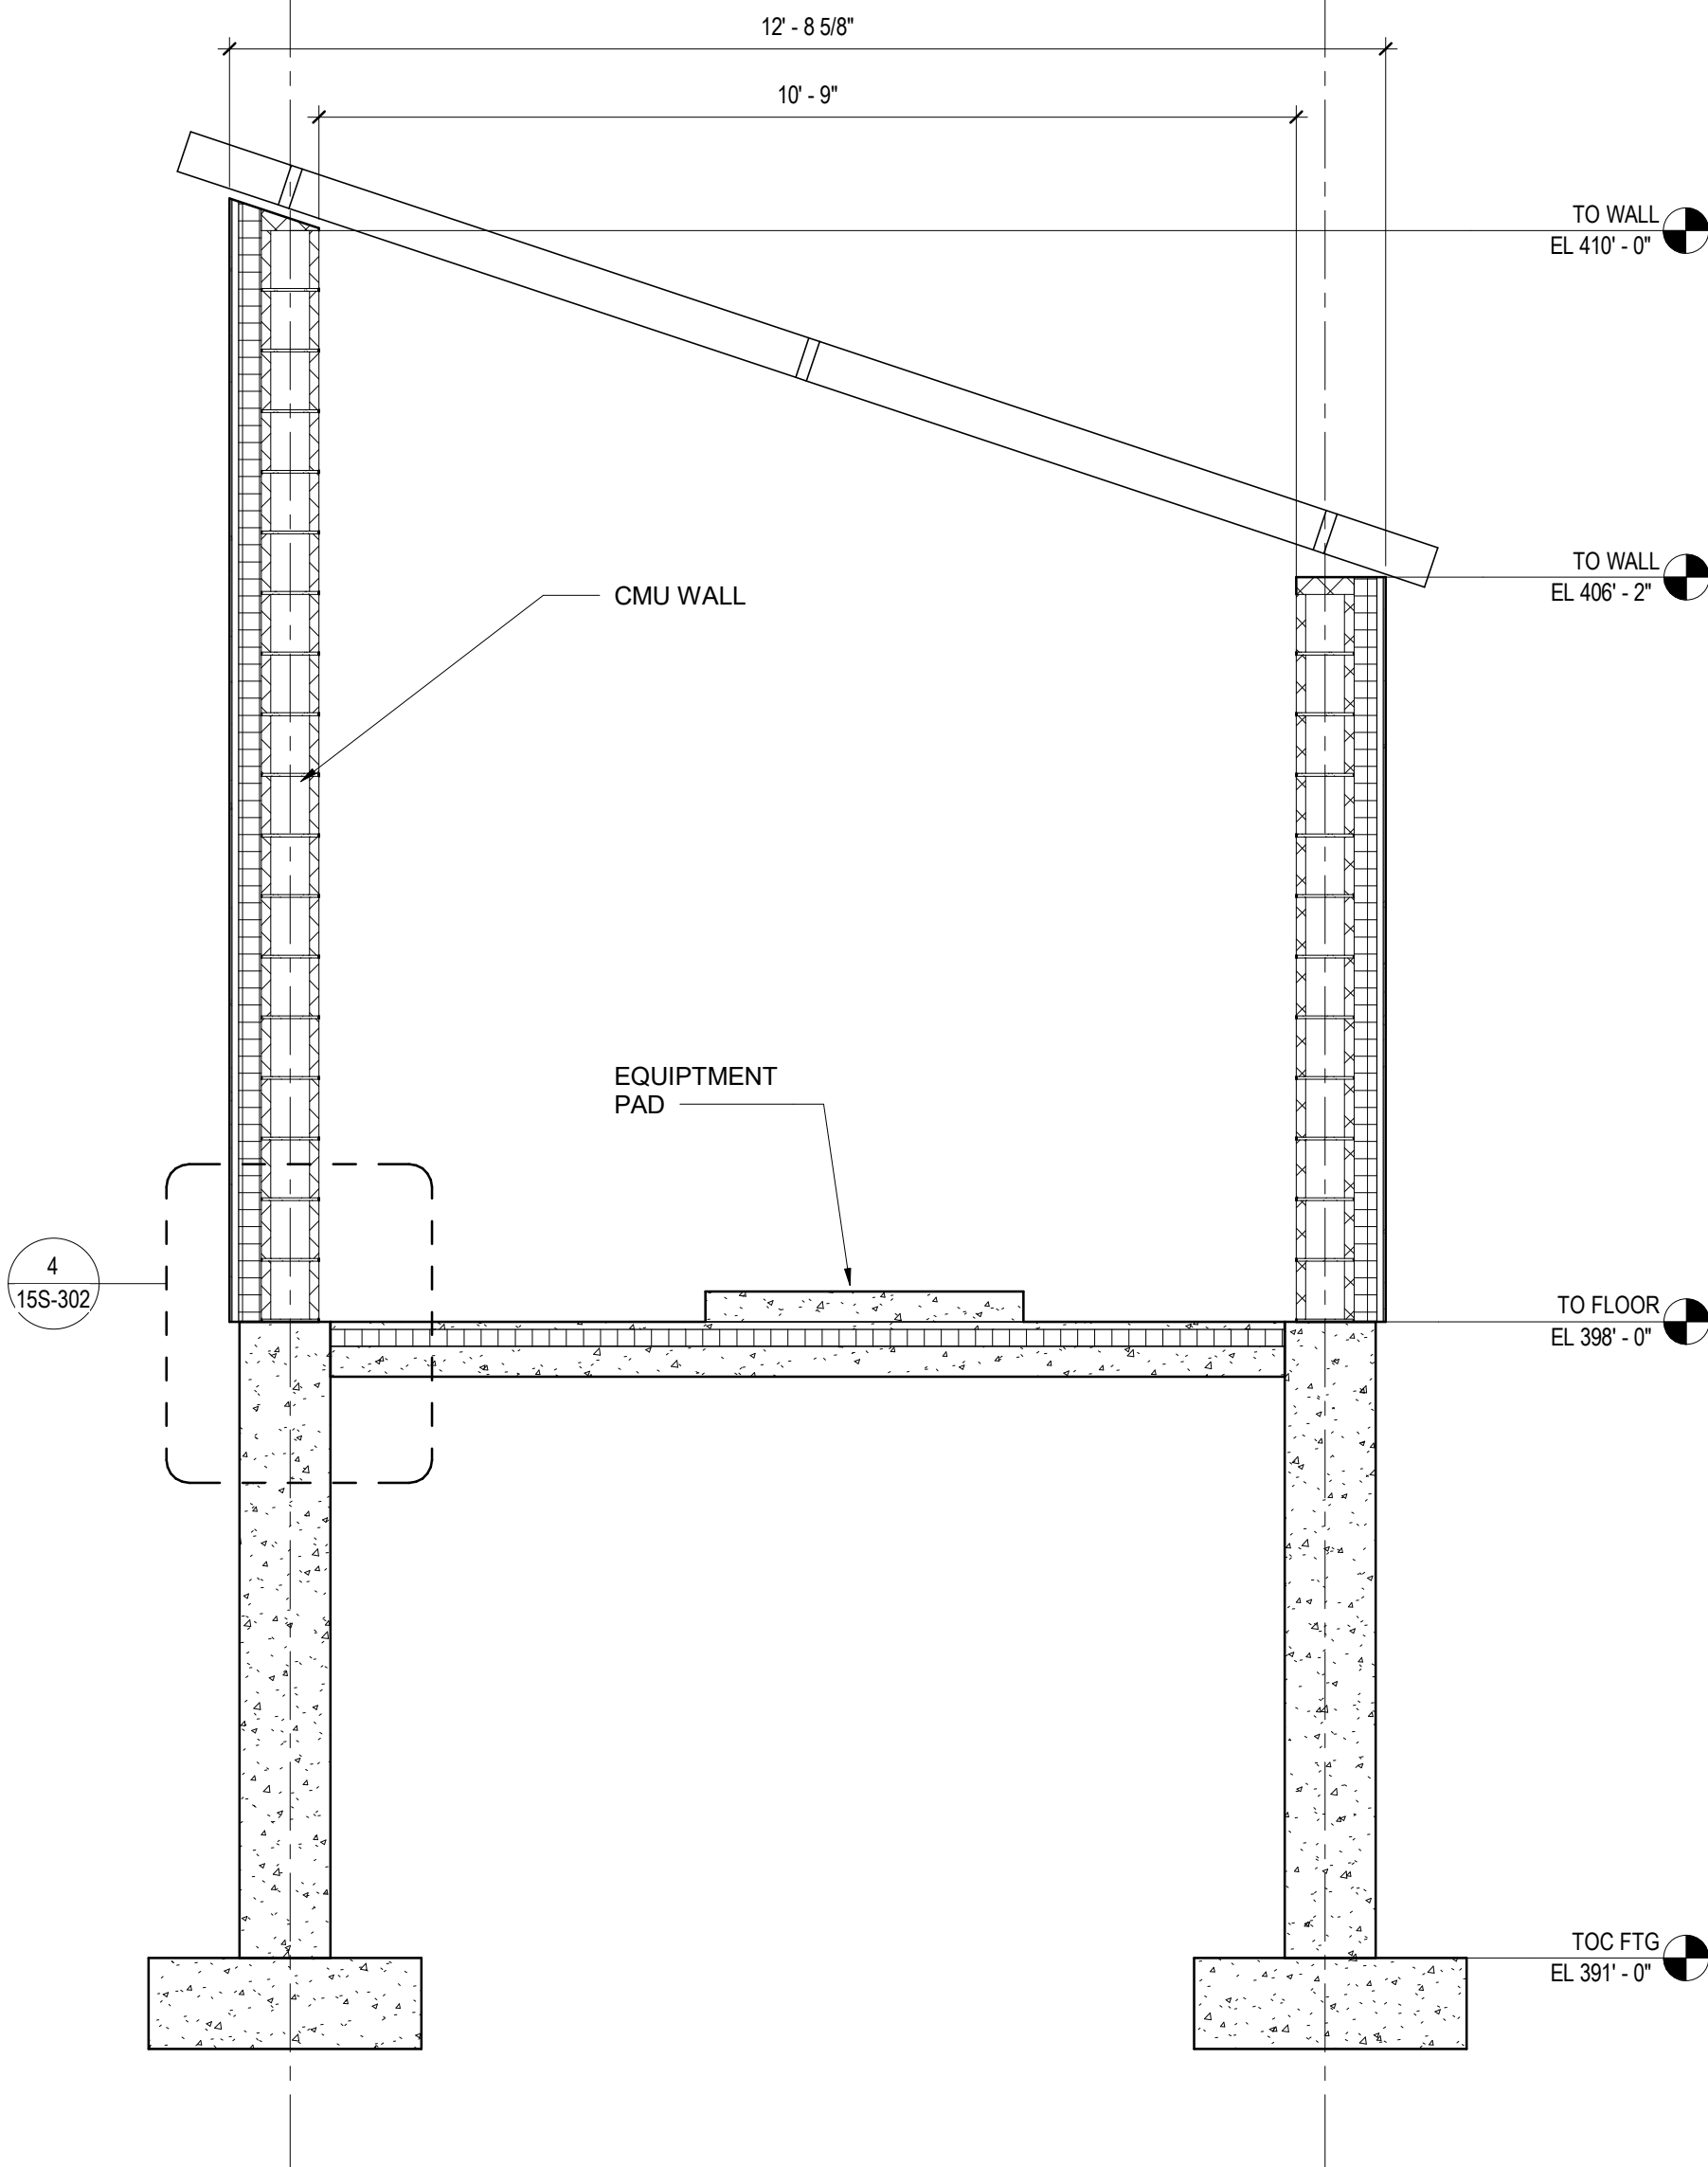 12' - 8 5/8"
10' - 9"
TO WALL
EL 410' - 0"
TO WALL
EL 406' - 2"
CMU WALL
EQUIPTMENT
PAD
4
15S-302
TO FLOOR
EL 398' - 0"
TOC FTG
EL 391' - 0"